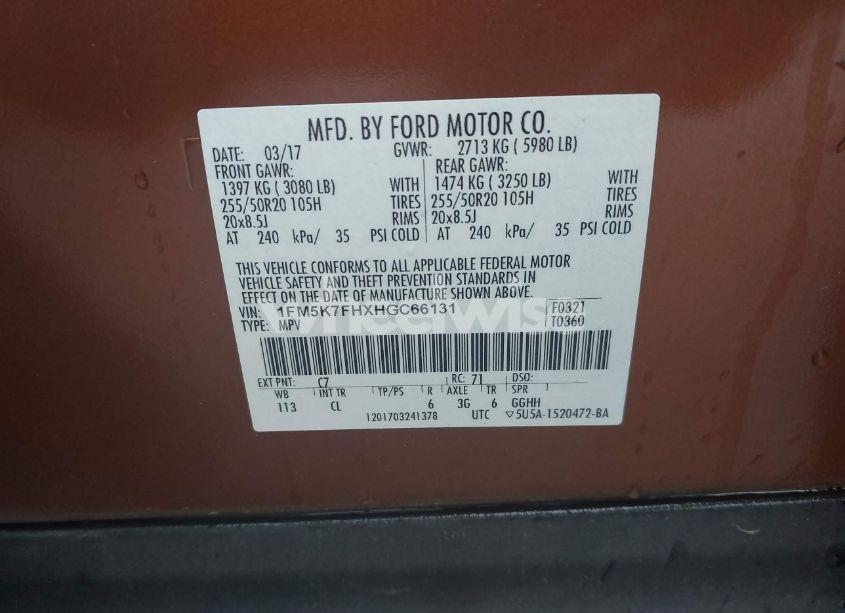 MFD. BY FORD MOTOR CO.
DATE: 03/17 GVWR: 2713 KG ( 5980 LB)
FRONT GAWR: REAR GAWR:
1397 KG ( 3080 LB) WITH 1474 KG ( 3250 LB) WITH
255/50R20 105H TIRES 255/50R20 105H TIRES
20x8.5J RIMS 20x8.5J RIMS
AT 240 kPa/ 35 PSI COLD AT 240 kPa/ 35 PSI COLD
THIS VEHICLE CONFORMS TO ALL APPLICABLE FEDERAL MOTOR
VEHICLE SAFETY AND THEFT PREVENTION STANDARDS IN
EFFECT ON THE DATE OF MANUFACTURE SHOWN ABOVE.
VIN: 1FM5K7FHXHGC66131 F0321
TYPE: MPV T0360
wheelwise
EXT PNT: C7 RC: 71 DSO:
WB INT TR TP/PS R AXLE TR SPR
113 CL 6 3G 6 GGHH
1201703241378 UTC ▽5U5A-1520472-BA